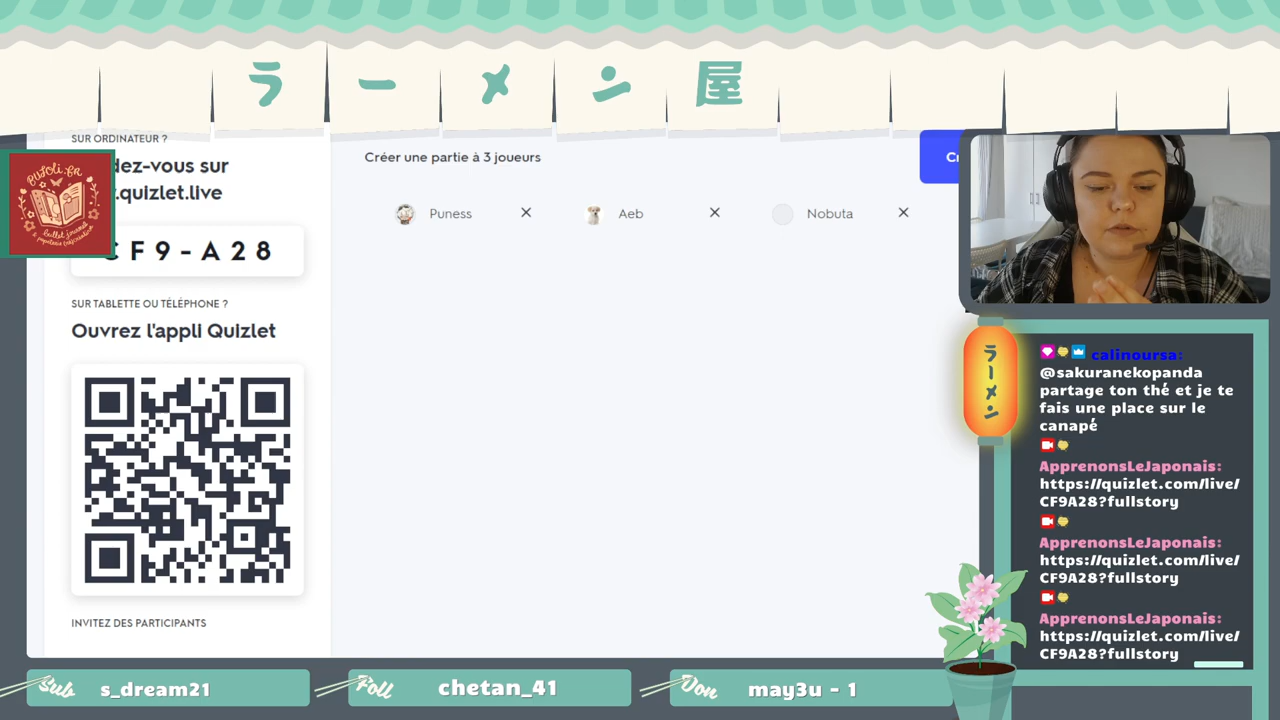 ラーメン屋
SUR ORDINATEUR ?
dez-vous sur
.quizlet.live
CF9-A28
SUR TABLETTE OU TÉLÉPHONE ?
Ouvrez l'appli Quizlet
INVITEZ DES PARTICIPANTS
Créer une partie à 3 joueurs
Cr
Puness
Aeb
Nobuta
pujoli.fr
ラーメン
calinoursa:
@sakuranekopanda
partage ton thé et je te
fais une place sur le
canapé
ApprenonsLeJaponais:
https://quizlet.com/live/
CF9A28?fullstory
ApprenonsLeJaponais:
https://quizlet.com/live/
CF9A28?fullstory
ApprenonsLeJaponais:
https://quizlet.com/live/
CF9A28?fullstory
Sub s_dream21
Foll chetan_41
Don may3u - 1